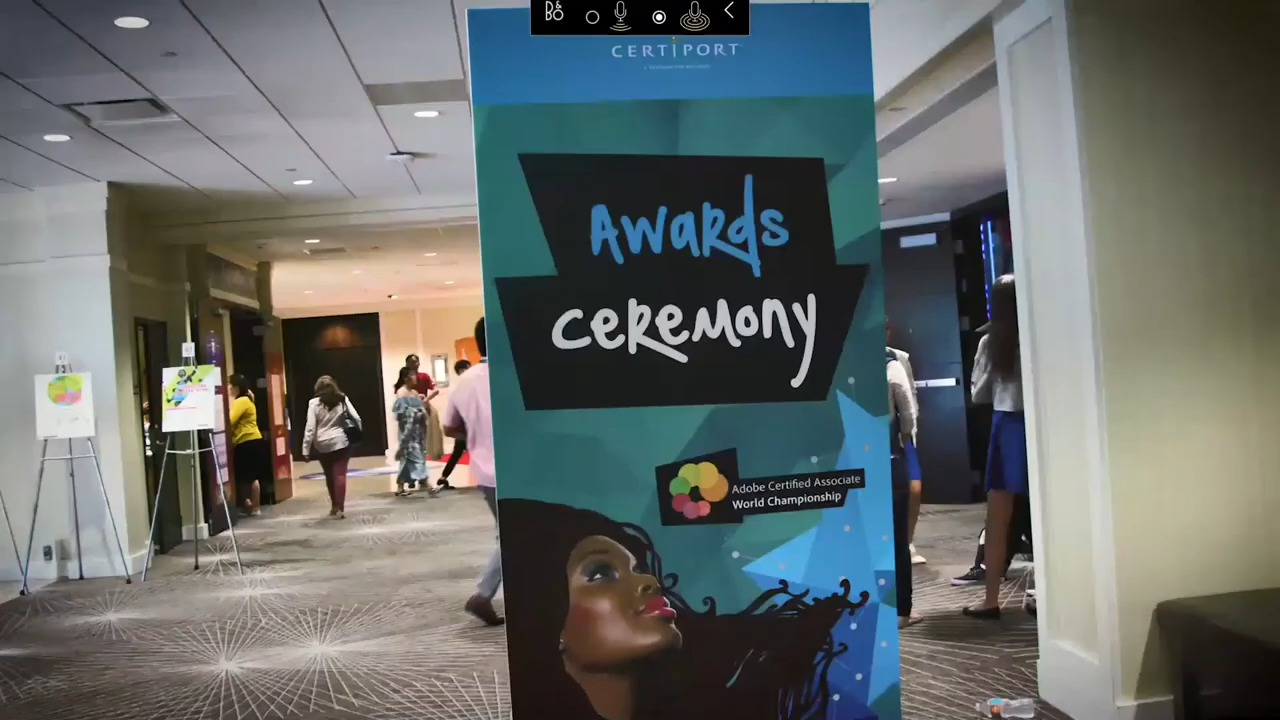 B&O
CERTIPORT
Awards
ceremony
Adobe Certified Associate
World Championship